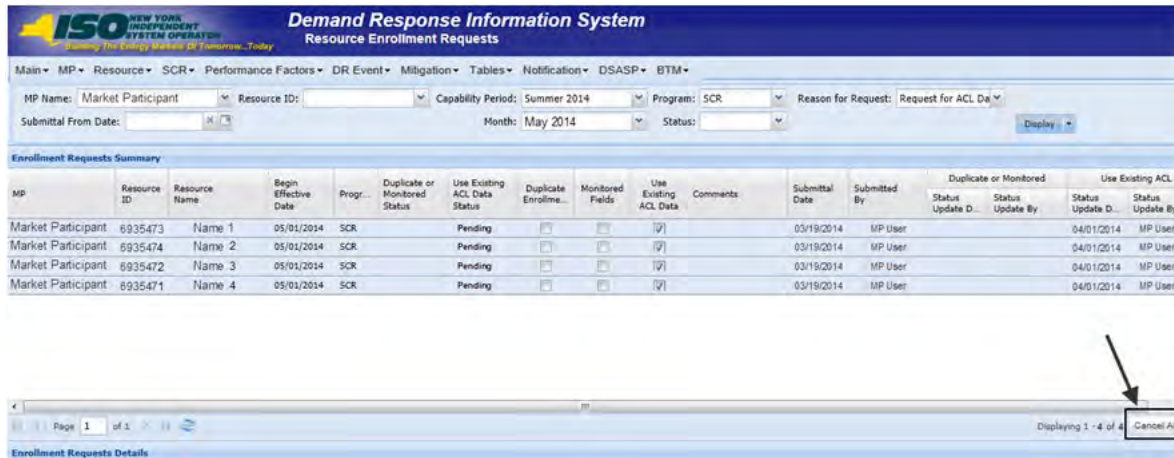 NEW YORK
INDEPENDENT
SYSTEM OPERATOR
ISO
Building The Energy Markets Of Tomorrow...Today
Demand Response Information System
Resource Enrollment Requests
Main MP Resource SCR Performance Factors DR Event Mitigation Tables Notification DSASP BTM
MP Name: Market Participant Resource ID: Capability Period: Summer 2014 Program: SCR Reason for Request: Request for ACL Da
Submittal From Date: Month: May 2014 Status: Display
Enrollment Requests Summary
Duplicate or Monitored Use Existing ACL
MP Resource ID Resource Name Begin Effective Date Progr... Duplicate or Monitored Status Use Existing ACL Data Status Duplicate Enrollme... Monitored Fields Use Existing ACL Data Comments Submittal Date Submitted By Status Update D... Status Update By Status Update D... Status Update By
Market Participant 6935473 Name 1 05/01/2014 SCR Pending 03/19/2014 MP User 04/01/2014 MP User
Market Participant 6935474 Name 2 05/01/2014 SCR Pending 03/19/2014 MP User 04/01/2014 MP User
Market Participant 6935472 Name 3 05/01/2014 SCR Pending 03/19/2014 MP User 04/01/2014 MP User
Market Participant 6935471 Name 4 05/01/2014 SCR Pending 03/19/2014 MP User 04/01/2014 MP User
Page 1 of 1 Displaying 1 - 4 of 4 Cancel A
Enrollment Requests Details